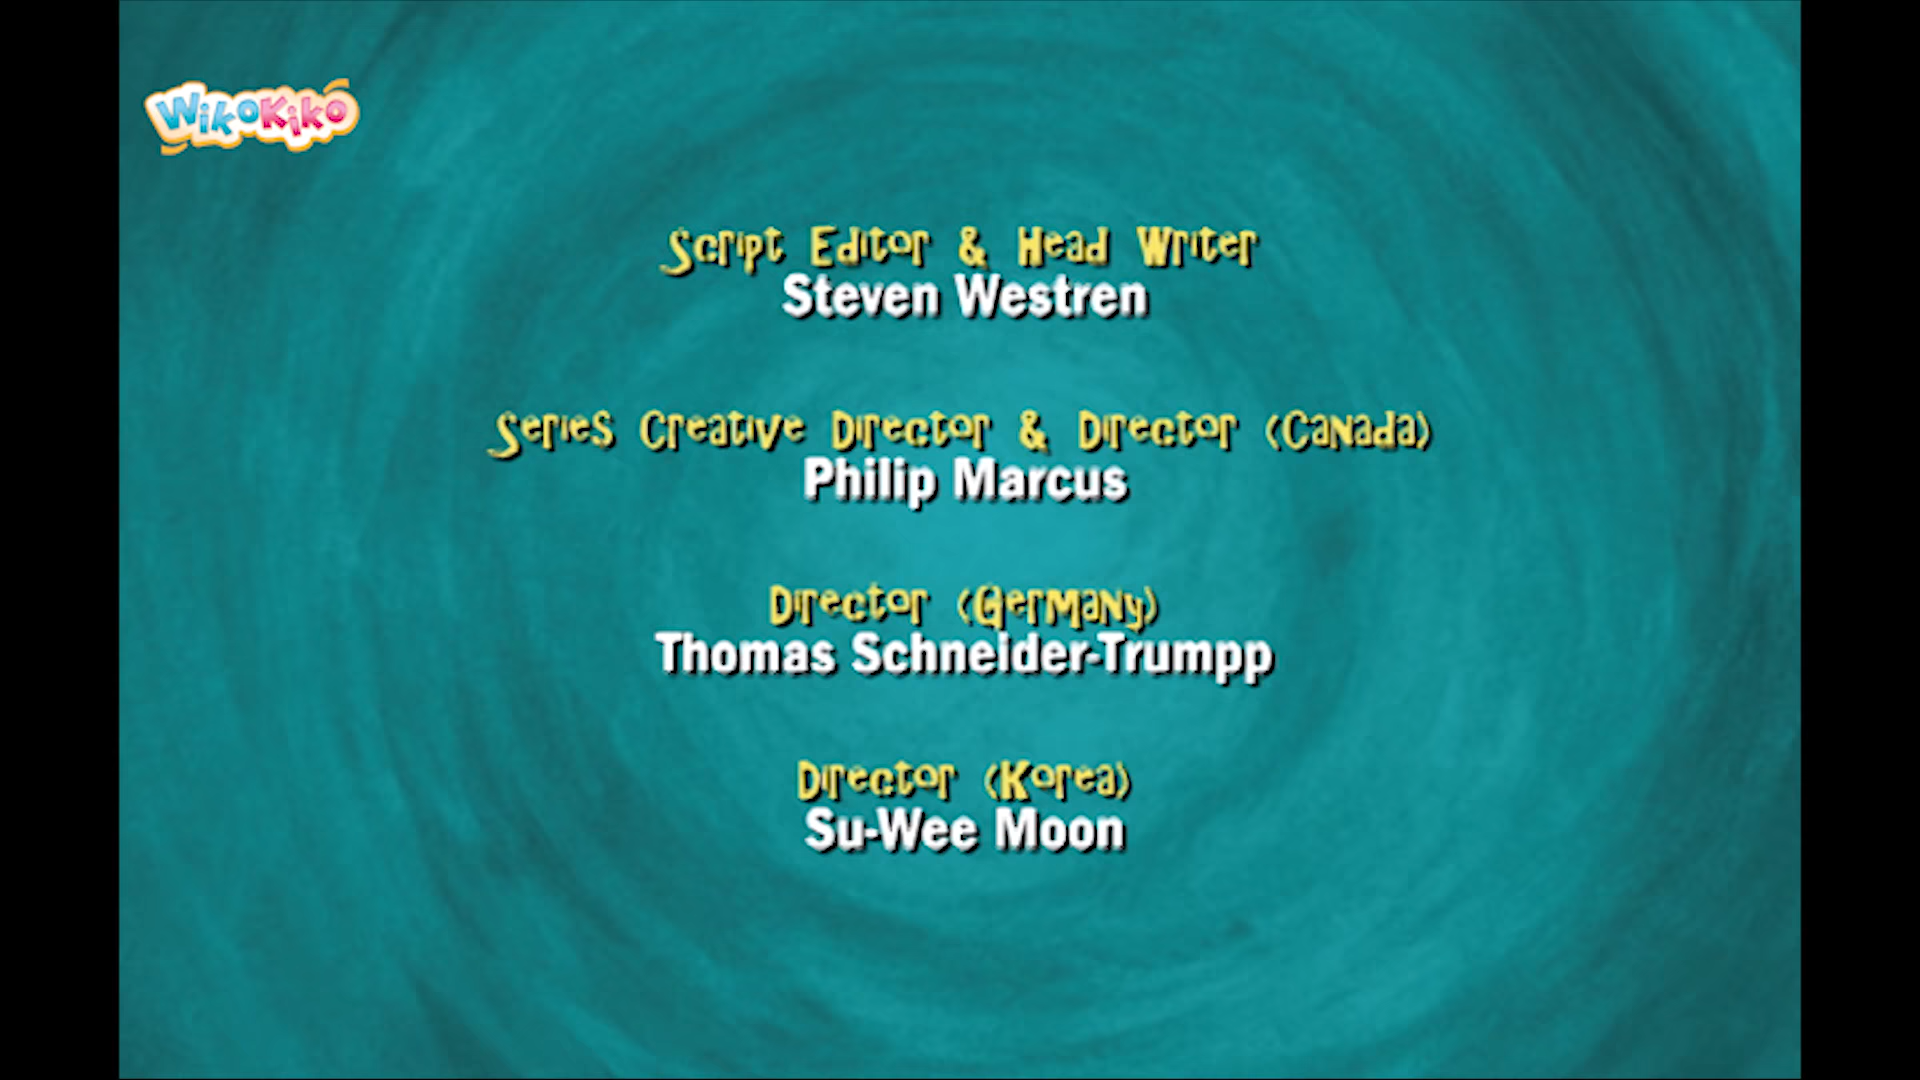 WikoKiko
Script Editor & Head Writer
Steven Westren
Series Creative Director & Director (Canada)
Philip Marcus
Director (Germany)
Thomas Schneider-Trumpp
Director (Korea)
Su-Wee Moon